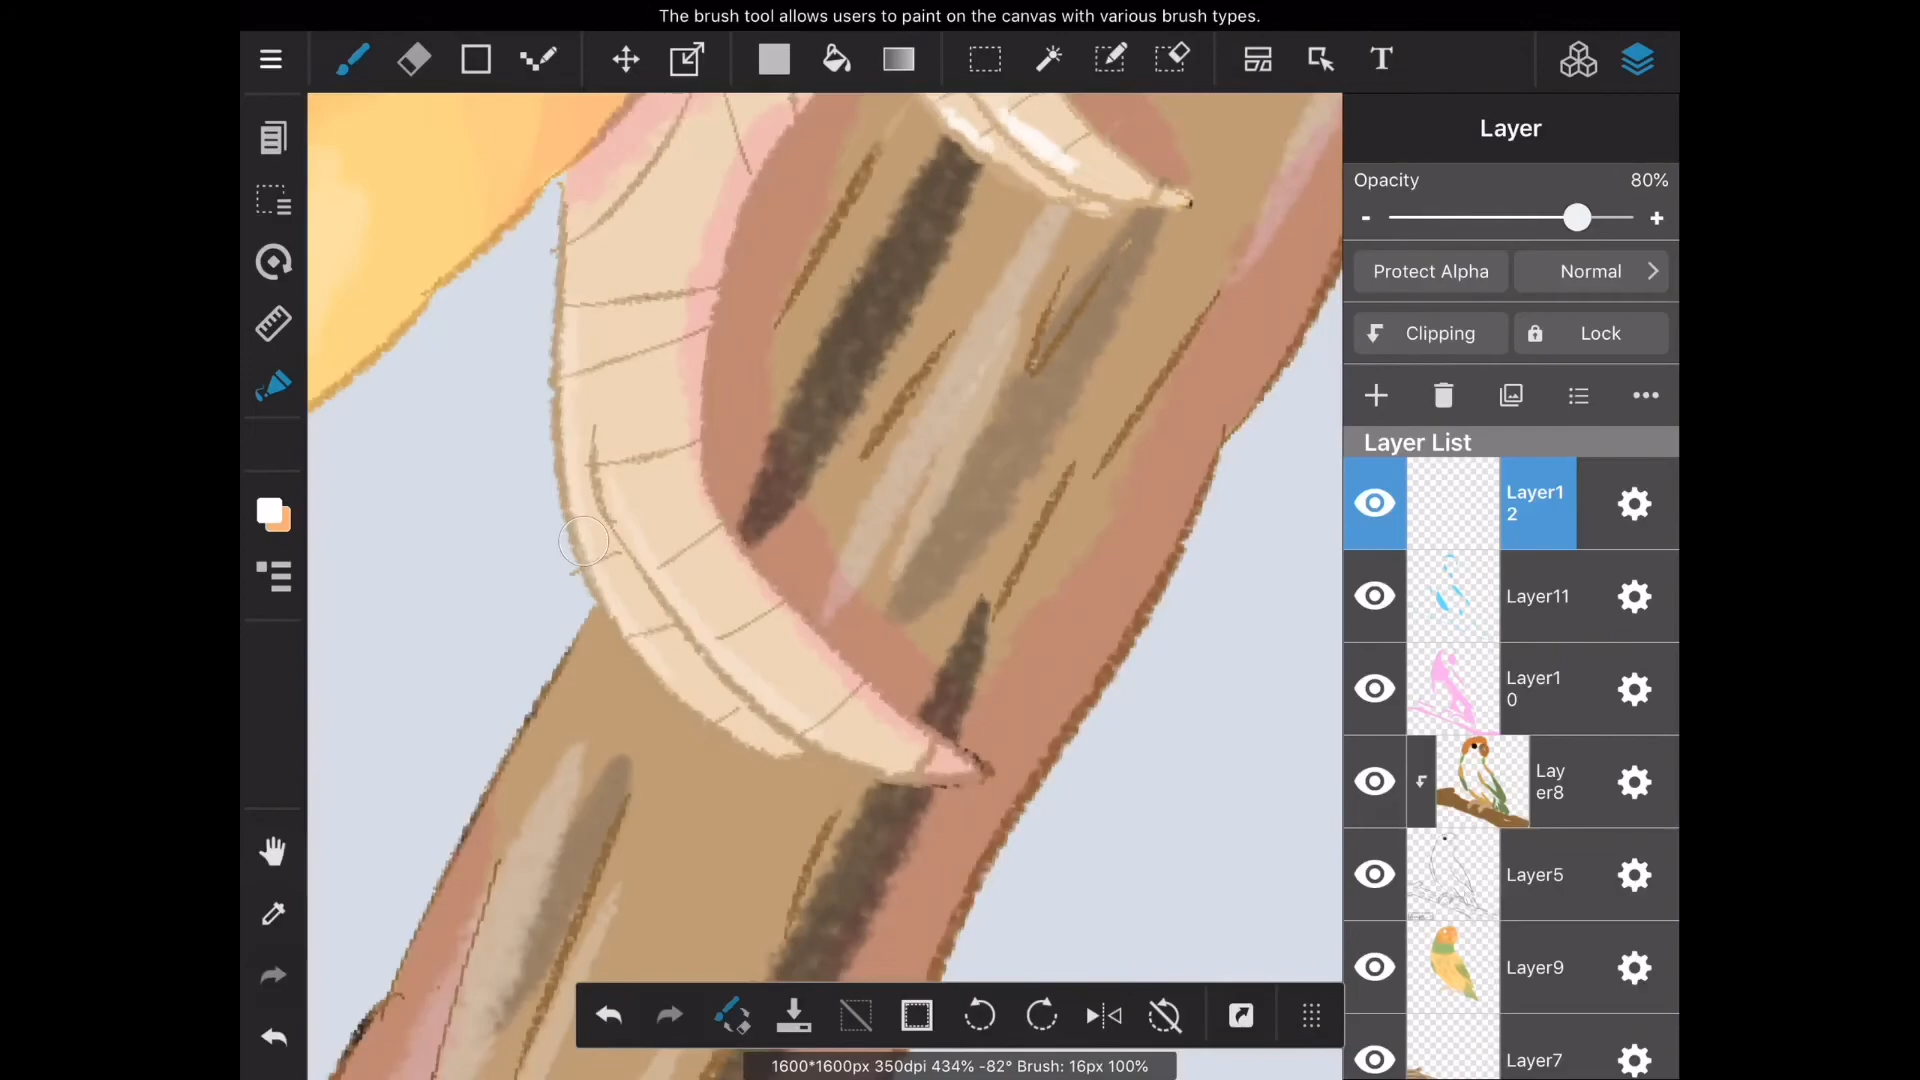 The brush tool allows users to paint on the canvas with various brush types.
T
Layer
Opacity 80%
- +
Protect Alpha Normal
Clipping Lock
Layer List
Layer1
2
Layer11
Layer1
0
Lay
er8
Layer5
Layer9
Layer7
1600*1600px 350dpi 434% -82° Brush: 16px 100%